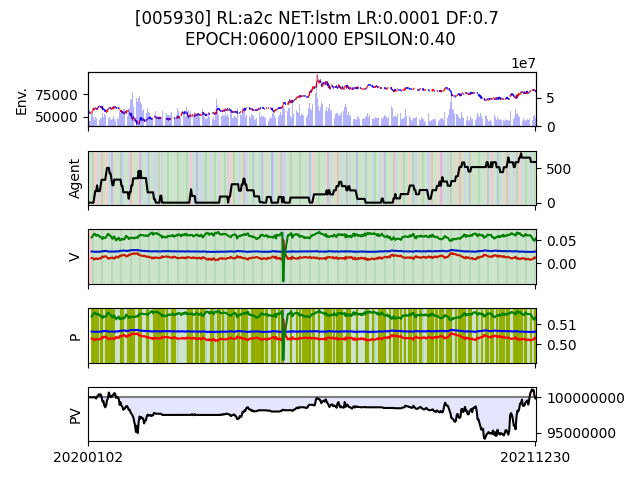 [005930] RL:a2c NET:lstm LR:0.0001 DF:0.7
EPOCH:0600/1000 EPSILON:0.40
1e7
Env.
75000
50000
5
0
Agent
500
0
V
0.05
0.00
P
0.51
0.50
PV
100000000
95000000
20200102
20211230